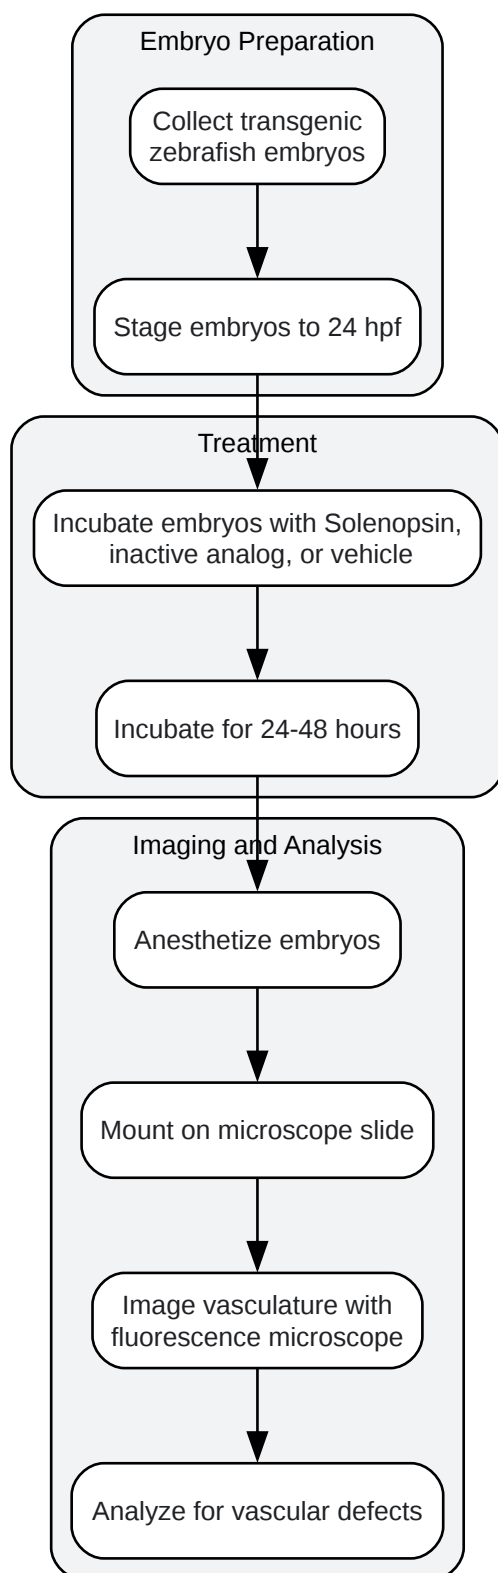 Embryo Preparation
Collect transgenic
zebrafish embryos
Stage embryos to 24 hpf
Treatment
Incubate embryos with Solenopsin,
inactive analog, or vehicle
Incubate for 24-48 hours
Imaging and Analysis
Anesthetize embryos
Mount on microscope slide
Image vasculature with
fluorescence microscope
Analyze for vascular defects